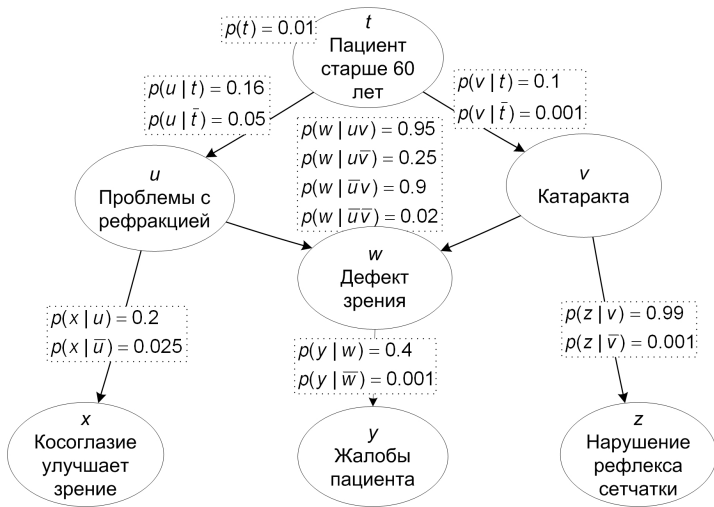 p(t) = 0.01
t
Пациент
старше 60
лет
p(u | t) = 0.16
p(u | t̅) = 0.05
p(v | t) = 0.1
p(v | t̅) = 0.001
p(w | uv) = 0.95
p(w | uv̅) = 0.25
p(w | u̅v) = 0.9
p(w | u̅v̅) = 0.02
u
Проблемы с
рефракцией
v
Катаракта
w
Дефект
зрения
p(x | u) = 0.2
p(x | u̅) = 0.025
p(y | w) = 0.4
p(y | w̅) = 0.001
p(z | v) = 0.99
p(z | v̅) = 0.001
x
Косоглазие
улучшает
зрение
y
Жалобы
пациента
z
Нарушение
рефлекса
сетчатки